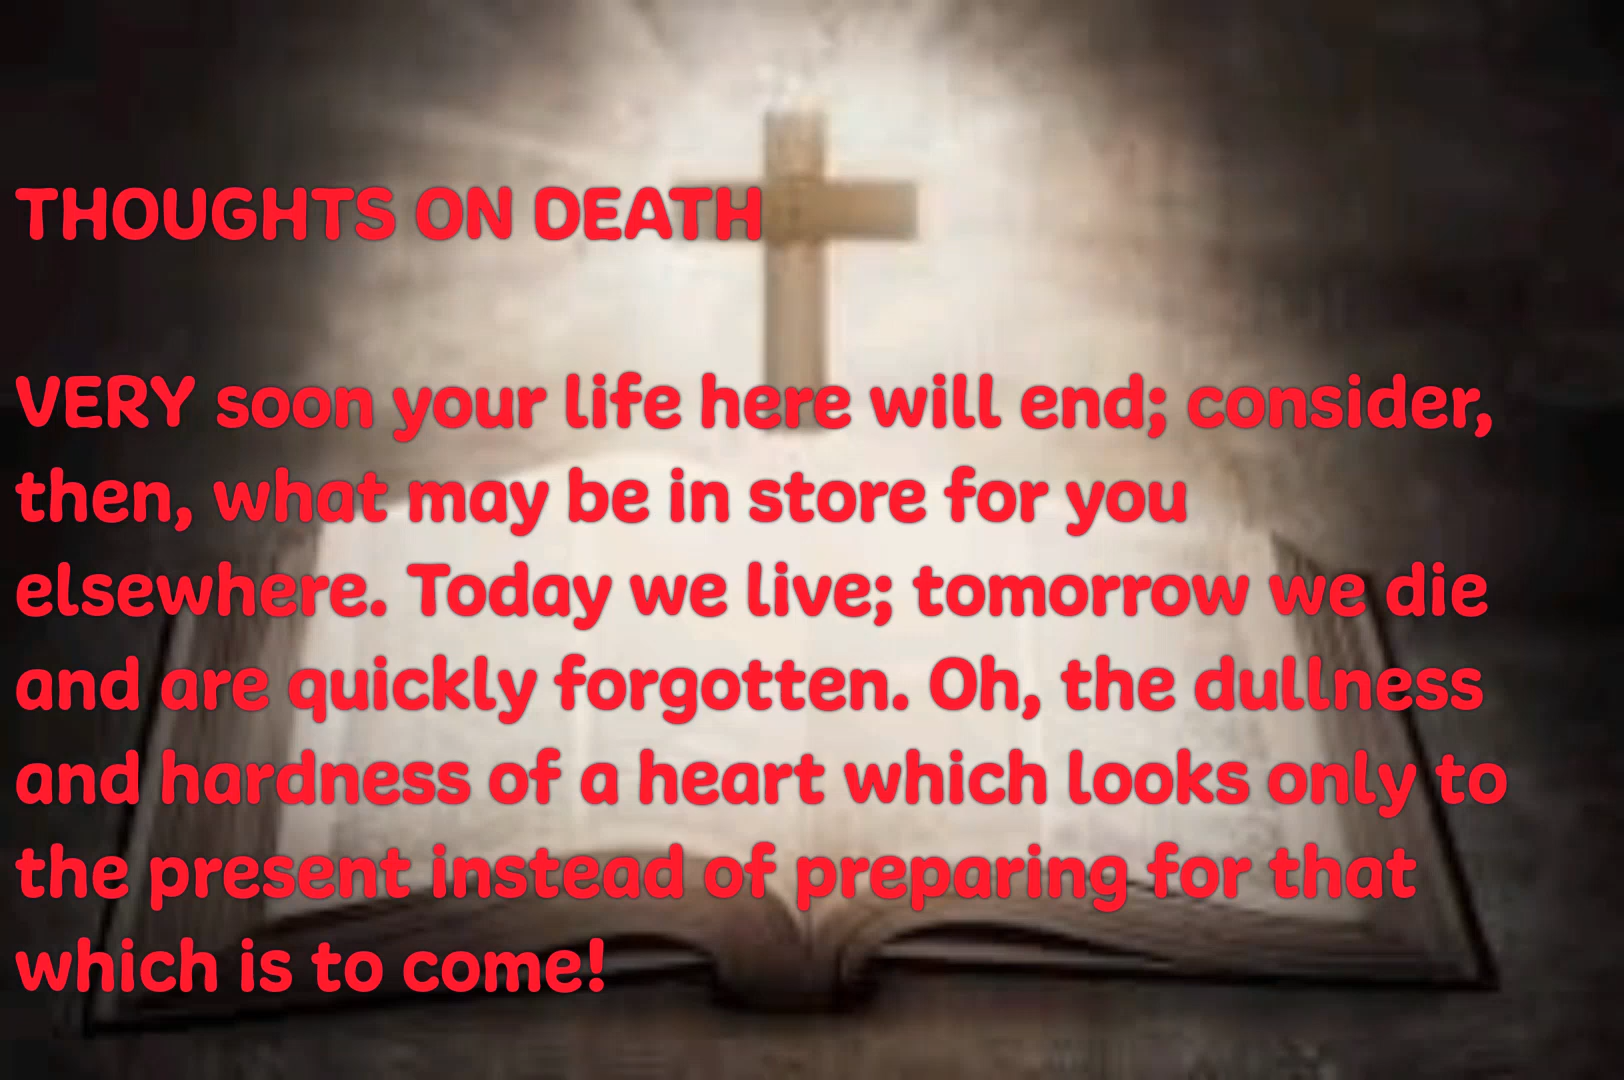 THOUGHTS ON DEATH
VERY soon your life here will end; consider,
then, what may be in store for you
elsewhere. Today we live; tomorrow we die
and are quickly forgotten. Oh, the dullness
and hardness of a heart which looks only to
the present instead of preparing for that
which is to come!